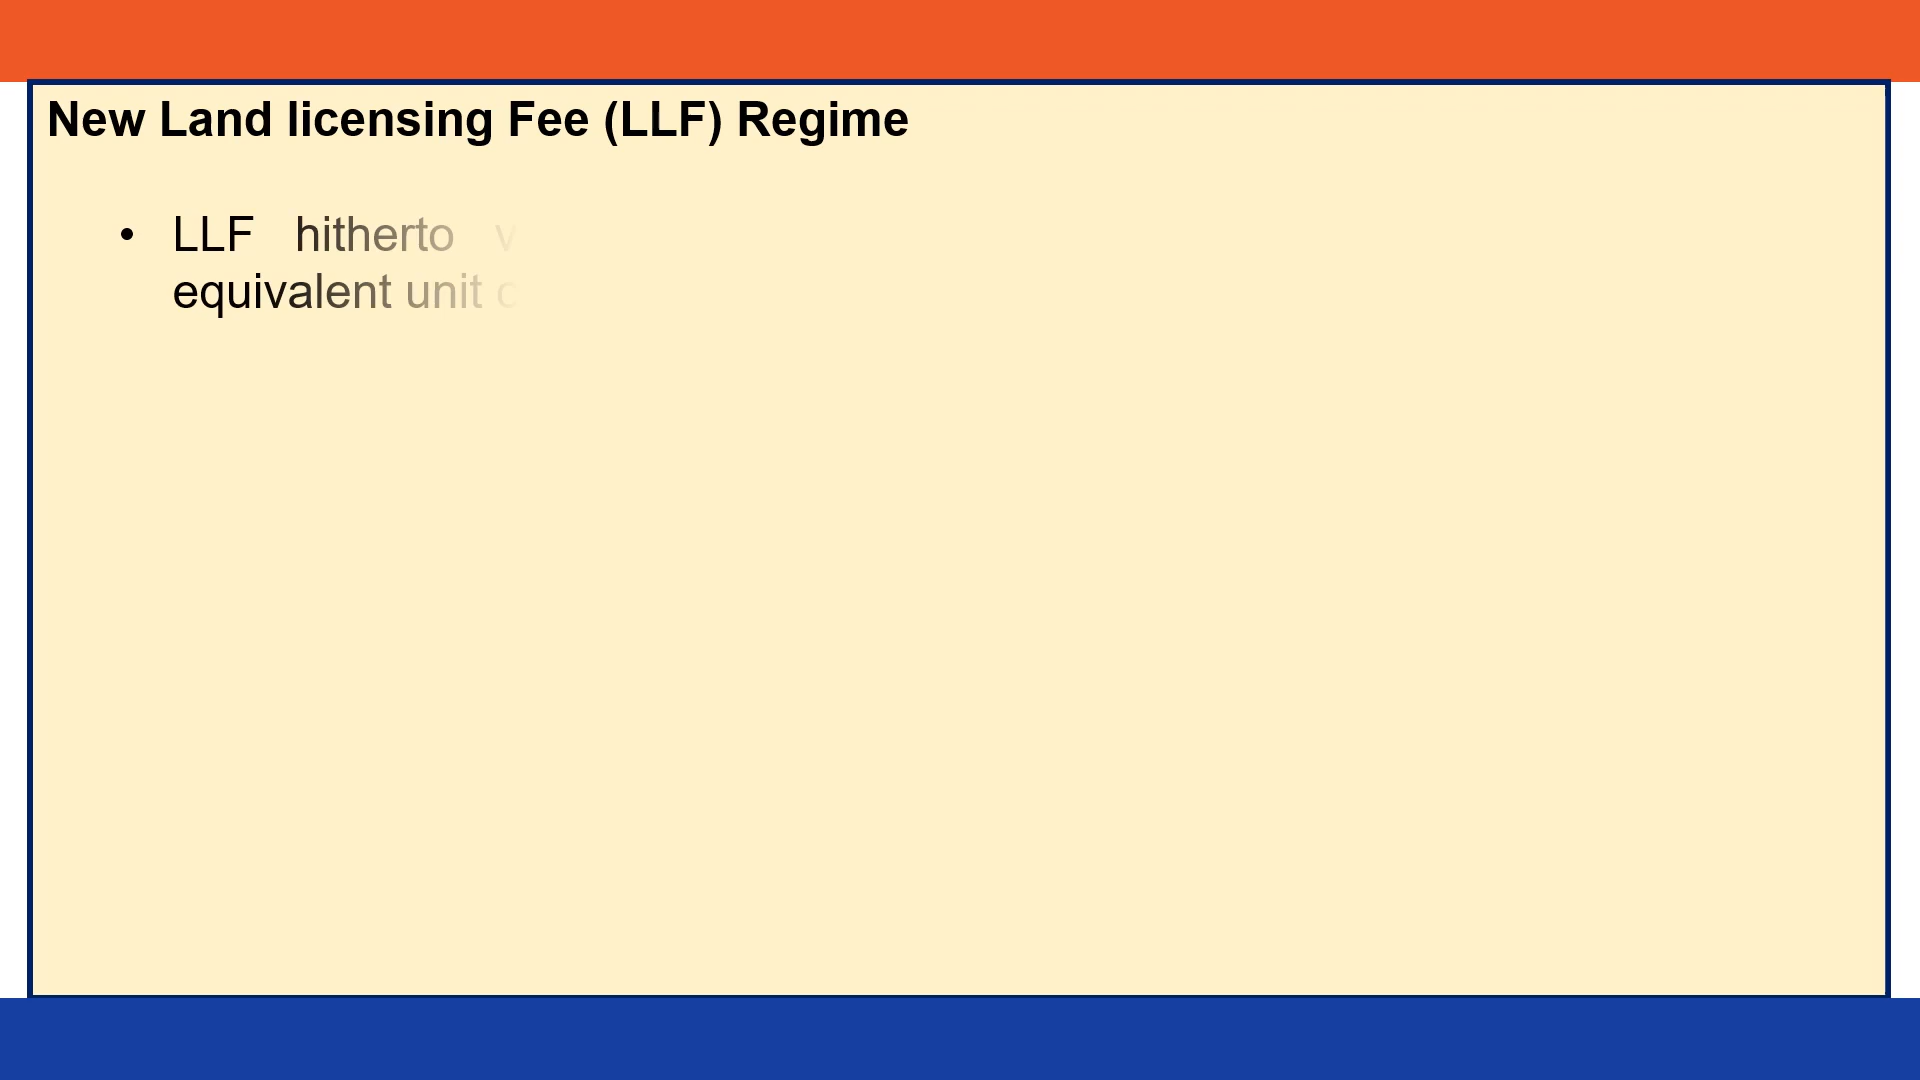 New Land licensing Fee (LLF) Regime
• LLF hitherto
equivalent unit